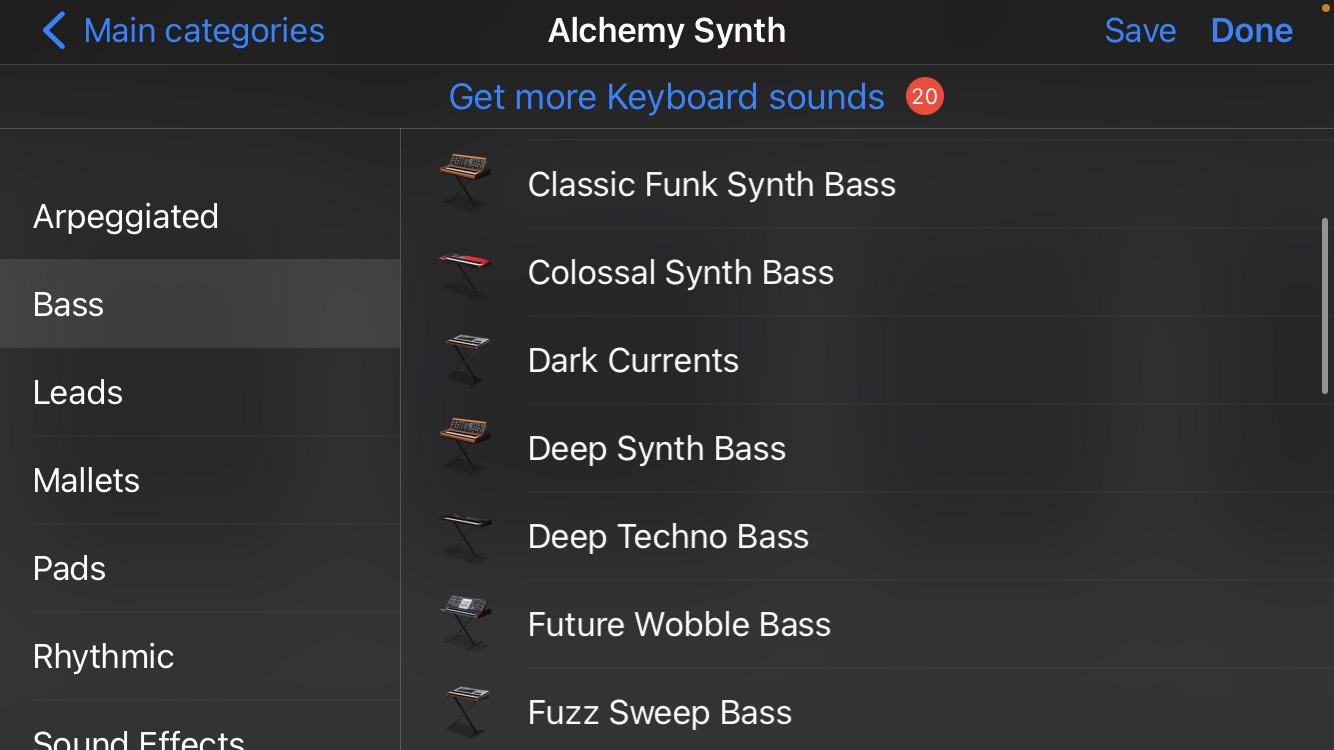 Main categories
Alchemy Synth
Save
Done
Get more Keyboard sounds 20
Arpeggiated
Bass
Leads
Mallets
Pads
Rhythmic
Sound Effects
Classic Funk Synth Bass
Colossal Synth Bass
Dark Currents
Deep Synth Bass
Deep Techno Bass
Future Wobble Bass
Fuzz Sweep Bass